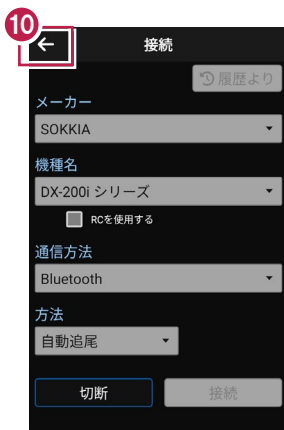 ⑩
接続
履歴より
メーカー
SOKKIA
機種名
DX-200i シリーズ
RCを使用する
通信方法
Bluetooth
方法
自動追尾
切断
接続